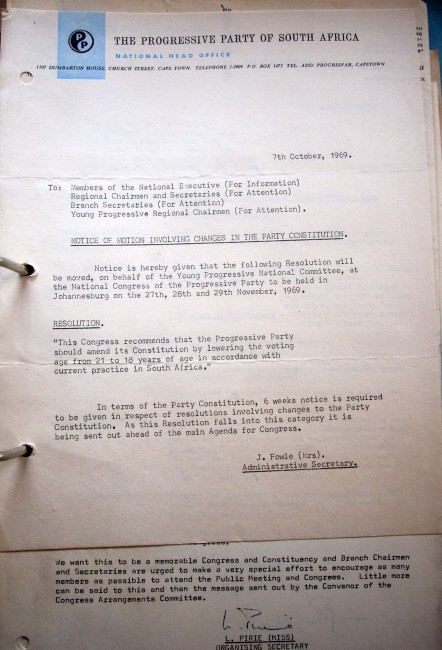 PP
THE PROGRESSIVE PARTY OF SOUTH AFRICA
NATIONAL HEAD OFFICE
1107 DUMBARTON HOUSE, CHURCH STREET, CAPE TOWN. TELEPHONE P.O. BOX 1475 TEL. ADD: PROGRESPAR, CAPETOWN
7th October, 1969.
To: Members of the National Executive (For Information)
Regional Chairmen and Secretaries (For Attention)
Branch Secretaries (For Attention)
Young Progressive Regional Chairmen (For Attention).
NOTICE OF MOTION INVOLVING CHANGES IN THE PARTY CONSTITUTION.
Notice is hereby given that the following Resolution will
be moved, on behalf of the Young Progressive National Committee, at
the National Congress of the Progressive Party to be held in
Johannesburg on the 27th, 28th and 29th November, 1969.
RESOLUTION.
"This Congress recommends that the Progressive Party
should amend its Constitution by lowering the voting
age from 21 to 18 years of age in accordance with
current practice in South Africa."
In terms of the Party Constitution, 6 weeks notice is required
to be given in respect of resolutions involving changes to the Party
Constitution. As this Resolution falls into this category it is
being sent out ahead of the main Agenda for Congress.
J. Fowle (Mrs).
Administrative Secretary.
We want this to be a memorable Congress and Constituency and Branch Chairmen
and Secretaries are urged to make a very special effort to encourage as many
members as possible to attend the Public Meeting and Congress. Little more
can be said to this end than the message sent out by the Convenor of the
Congress Arrangements Committee.
L. Pirie
L. PIRIE (MISS)
ORGANISING SECRETARY